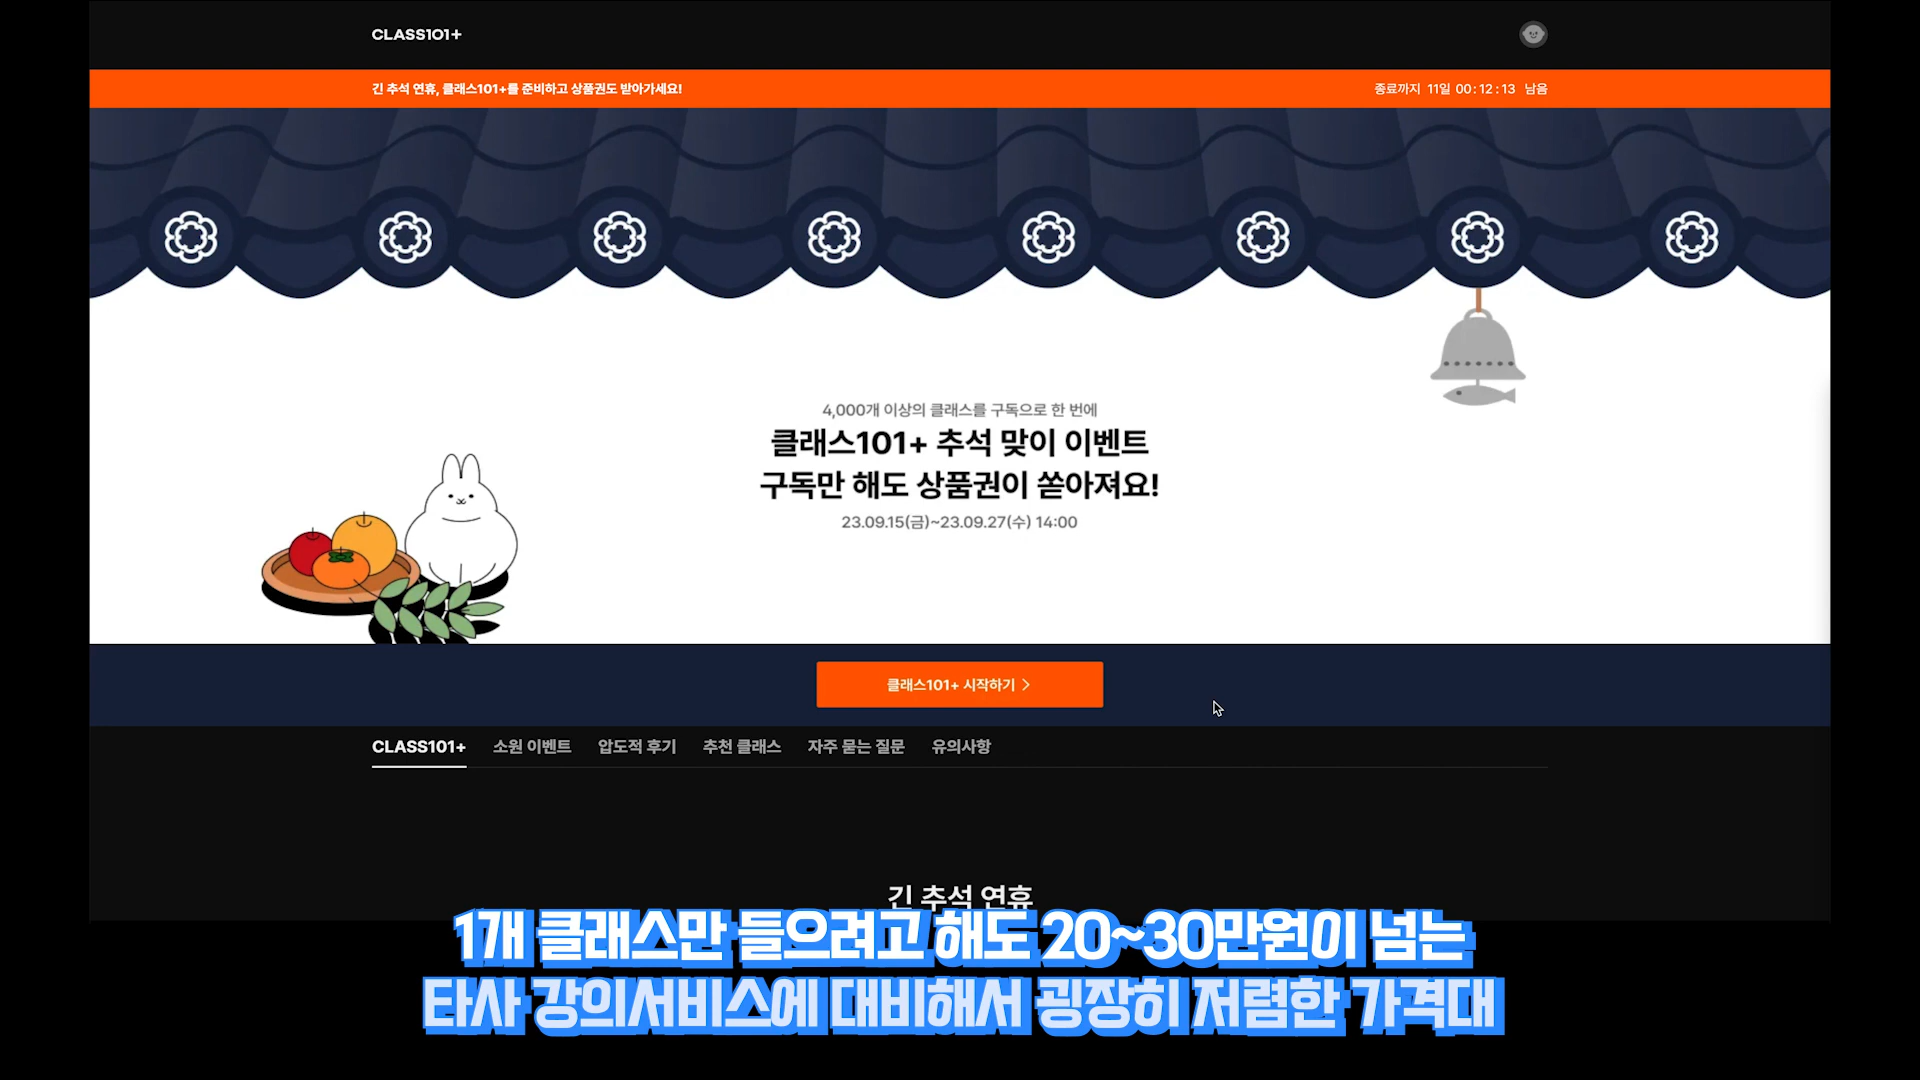 CLASS101+
긴 추석 연휴, 클래스101+를 준비하고 상품권도 받아가세요!
종료까지 11일 00:12:13 남음
4,000개 이상의 클래스를 구독으로 한 번에
클래스101+ 추석 맞이 이벤트
구독만 해도 상품권이 쏟아져요!
23.09.15(금)~23.09.27(수) 14:00
클래스101+ 시작하기 >
CLASS101+ 소원 이벤트 압도적 후기 추천 클래스 자주 묻는 질문 유의사항
긴 추석 연휴
1개 클래스만 들으려고 해도 20~30만원이 넘는
타사 강의서비스에 대비해서 굉장히 저렴한 가격대